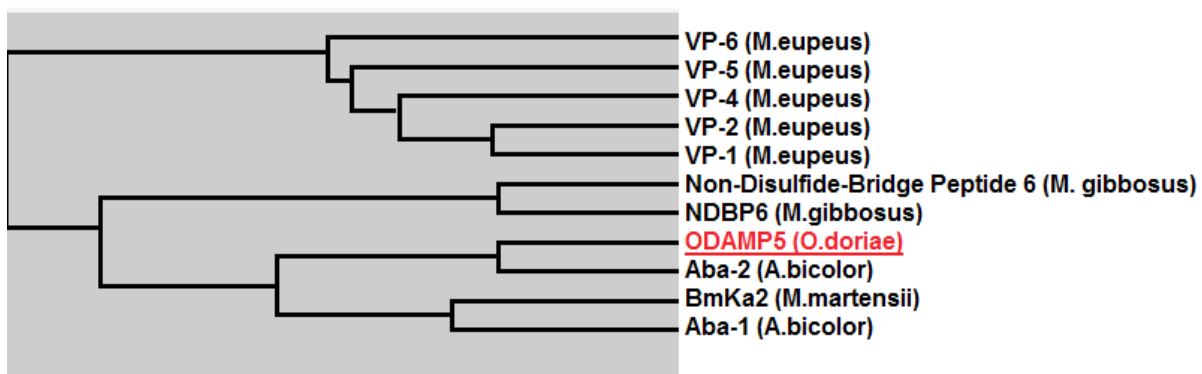 VP-6 (M.eupeus)
VP-5 (M.eupeus)
VP-4 (M.eupeus)
VP-2 (M.eupeus)
VP-1 (M.eupeus)
Non-Disulfide-Bridge Peptide 6 (M. gibbosus)
NDBP6 (M.gibbosus)
ODAMP5 (O.doriae)
Aba-2 (A.bicolor)
BmKa2 (M.martensii)
Aba-1 (A.bicolor)